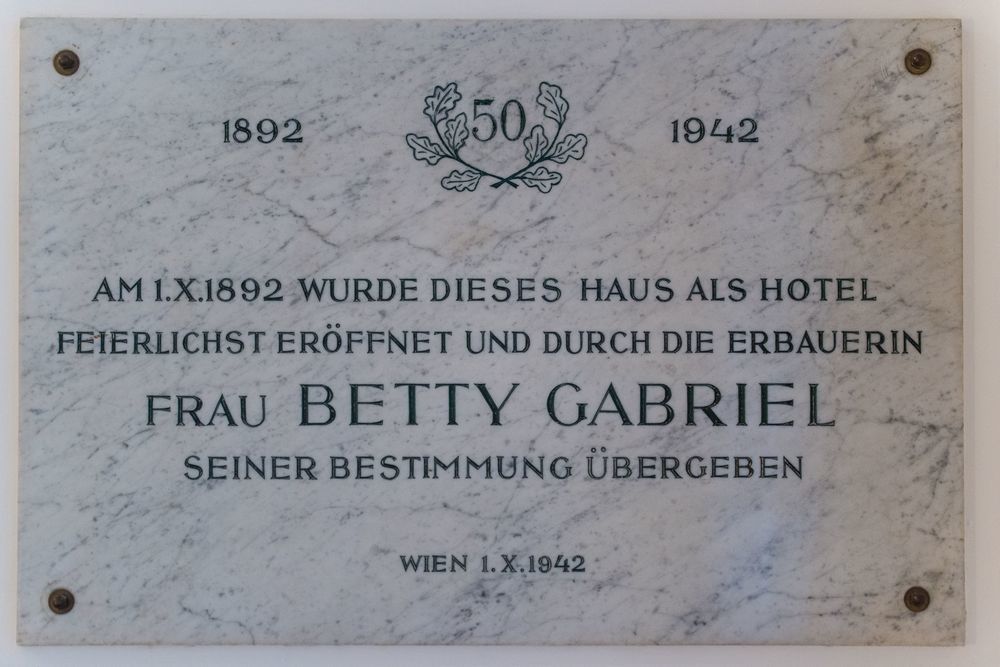 1892 50 1942
AM 1.X.1892 WURDE DIESES HAUS ALS HOTEL
FEIERLICHST ERÖFFNET UND DURCH DIE ERBAUERIN
FRAU BETTY GABRIEL
SEINER BESTIMMUNG ÜBERGEBEN
WIEN 1.X.1942